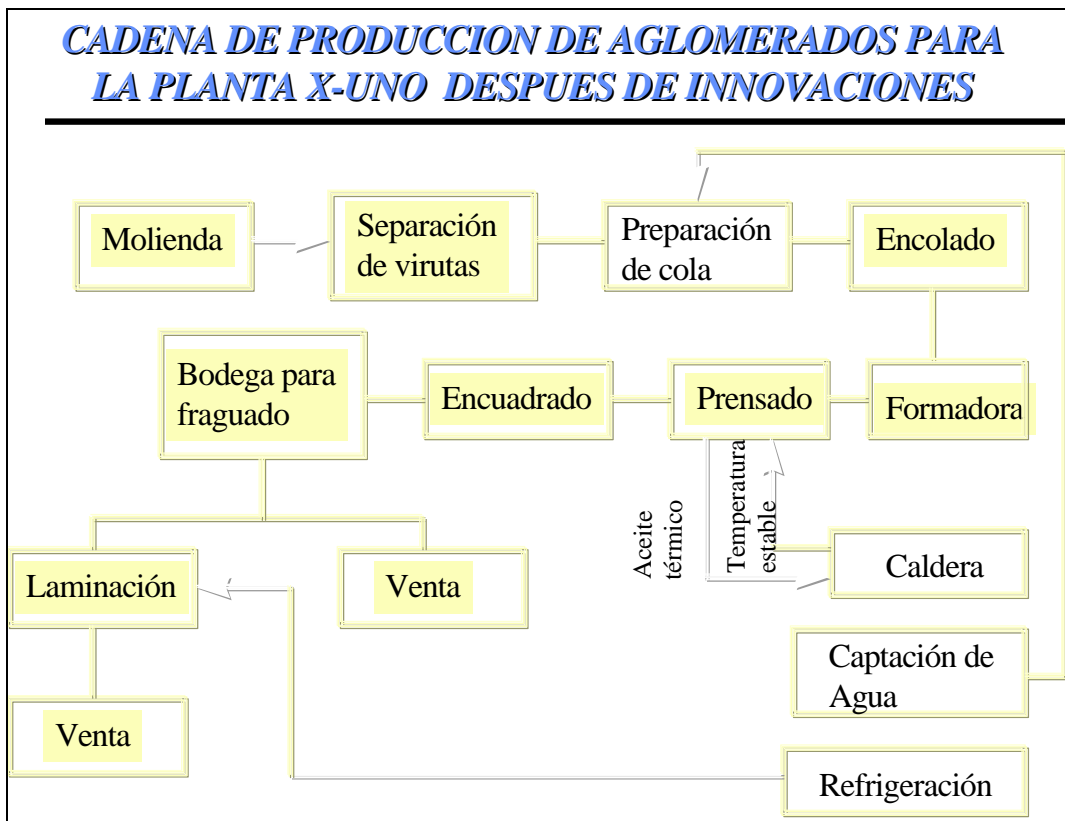 CADENA DE PRODUCCION DE AGLOMERADOS PARA
LA PLANTA X-UNO DESPUES DE INNOVACIONES
Molienda
Separación
de virutas
Preparación
de cola
Encolado
Bodega para
fraguado
Encuadrado
Prensado
Formadora
Aceite
térmico
Temperatura
estable
Laminación
Venta
Caldera
Captación de
Agua
Venta
Refrigeración